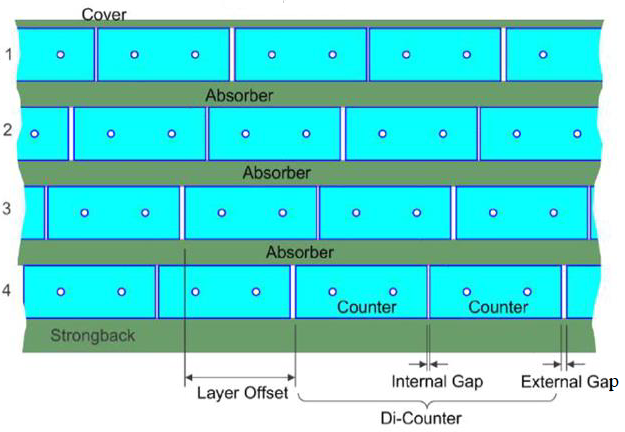 Cover
1
Absorber
2
Absorber
3
Absorber
4
Counter Counter
Strongback
Layer Offset Internal Gap External Gap
Di-Counter